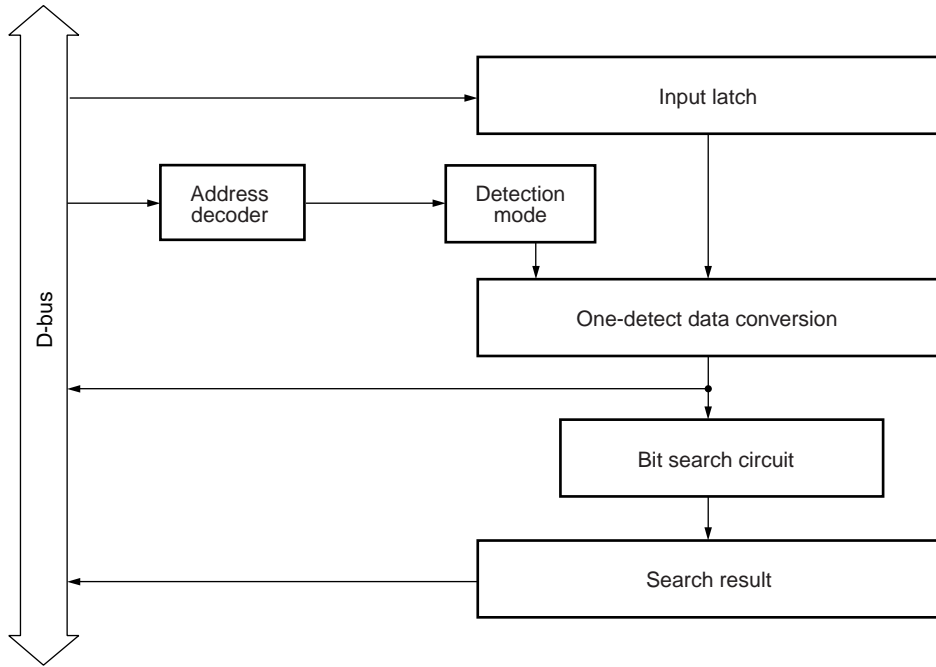 Input latch
Address
decoder
Detection
mode
One-detect data conversion
D-bus
Bit search circuit
Search result